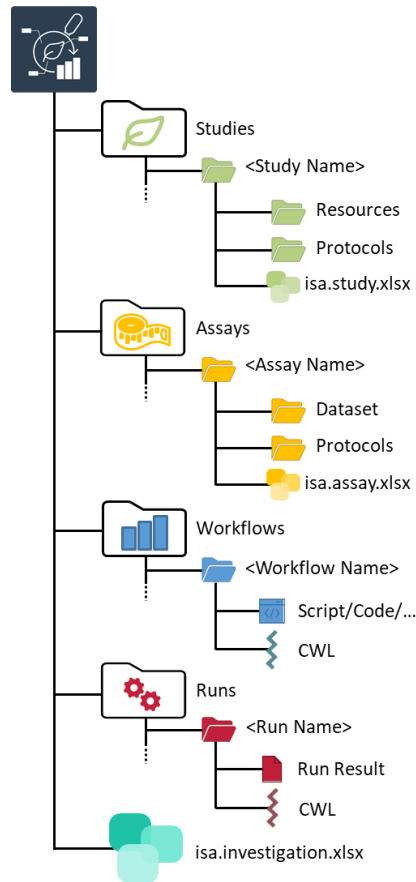 Studies
<Study Name>
Resources
Protocols
isa.study.xlsx
Assays
<Assay Name>
Dataset
Protocols
isa.assay.xlsx
Workflows
<Workflow Name>
Script/Code/...
CWL
Runs
<Run Name>
Run Result
CWL
isa.investigation.xlsx